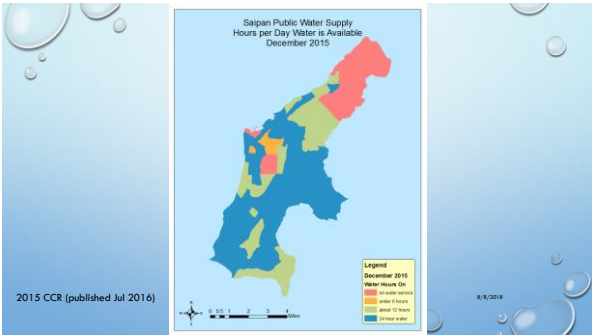 Saipan Public Water Supply
Hours per Day Water is Available
December 2015
Legend
December 2015
Water Hours On
no water service
under 6 hours
about 12 hours
24 hour water
0 0.5 1 2 3 4
Miles
2015 CCR (published Jul 2016)
8/8/2018